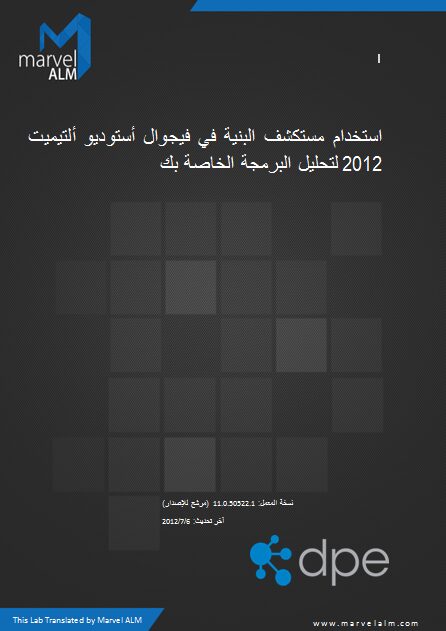 marvel
ALM
استخدام مستكشف البنية في فيجوال أستوديو ألتيميت
2012 لتحليل البرمجة الخاصة بك
نسخة المعمل: 11.0.50522.1 (مرشح للإصدار)
آخر تحديث: 2012/7/6
dpe
This Lab Translated by Marvel ALM
www.marvelalm.com